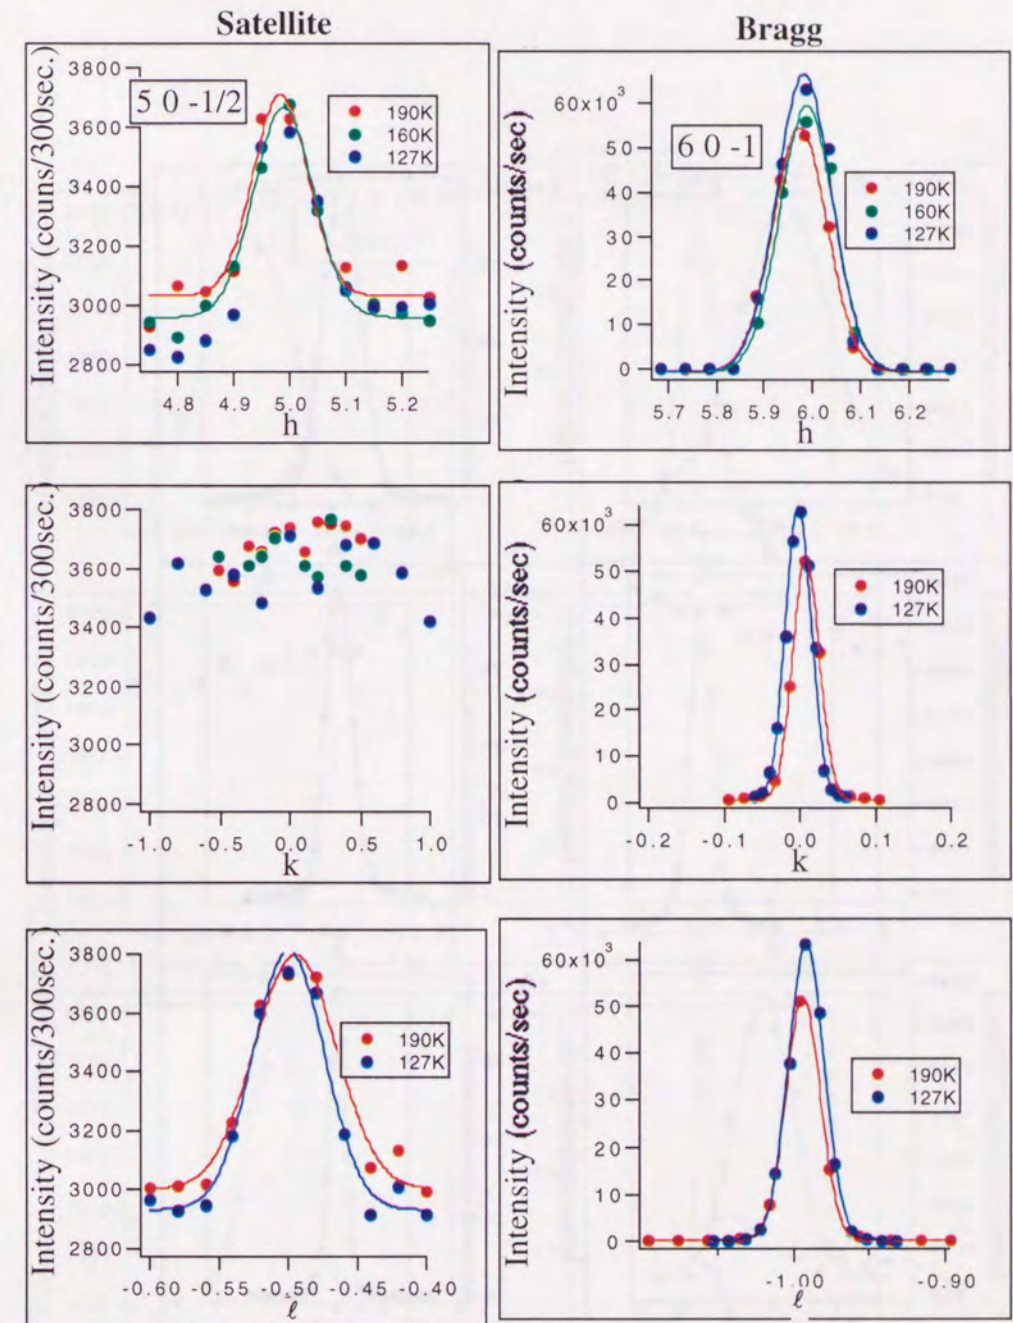 Satellite
Intensity (couns/300sec.)
3800
3600
3400
3200
3000
2800
5 0 -1/2
190K
160K
127K
4.8 4.9 5.0 5.1 5.2
h
Bragg
Intensity (counts/sec)
60x10³
50
40
30
20
10
0
6 0 -1
190K
160K
127K
5.7 5.8 5.9 6.0 6.1 6.2
h
Intensity (counts/300sec.)
3800
3600
3400
3200
3000
2800
-1.0 -0.5 0.0 0.5 1.0
k
Intensity (counts/sec)
60x10³
50
40
30
20
10
0
190K
127K
-0.2 -0.1 0.0 0.1 0.2
k
Intensity (counts/300sec.)
3800
3600
3400
3200
3000
2800
190K
127K
-0.60 -0.55 -0.50 -0.45 -0.40
ℓ
Intensity (counts/sec)
60x10³
50
40
30
20
10
0
190K
127K
-1.00 -0.90
ℓ